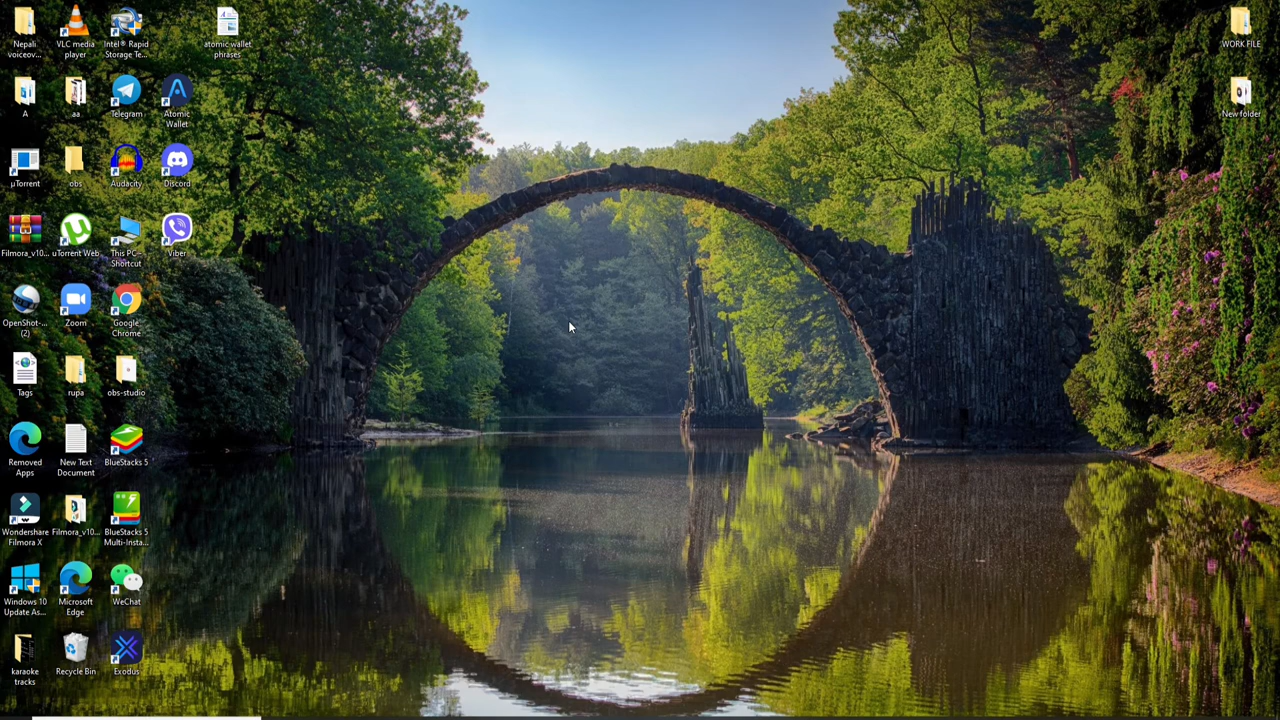 Nepali
voiceov...
VLC media
player
Intel® Rapid
Storage Te...
atomic wallet
phrases
WORK FILE
A
aa
Telegram
Atomic
Wallet
New folder
µTorrent
obs
Audacity
Discord
Filmora_v10...
uTorrent Web
This PC -
Shortcut
Viber
OpenShot-...
(2)
Zoom
Google
Chrome
Tags
rupa
obs-studio
Removed
Apps
New Text
Document
BlueStacks 5
Wondershare
Filmora X
Filmora_v10...
BlueStacks 5
Multi-Insta...
Windows 10
Update As...
Microsoft
Edge
WeChat
karaoke
tracks
Recycle Bin
Exodus